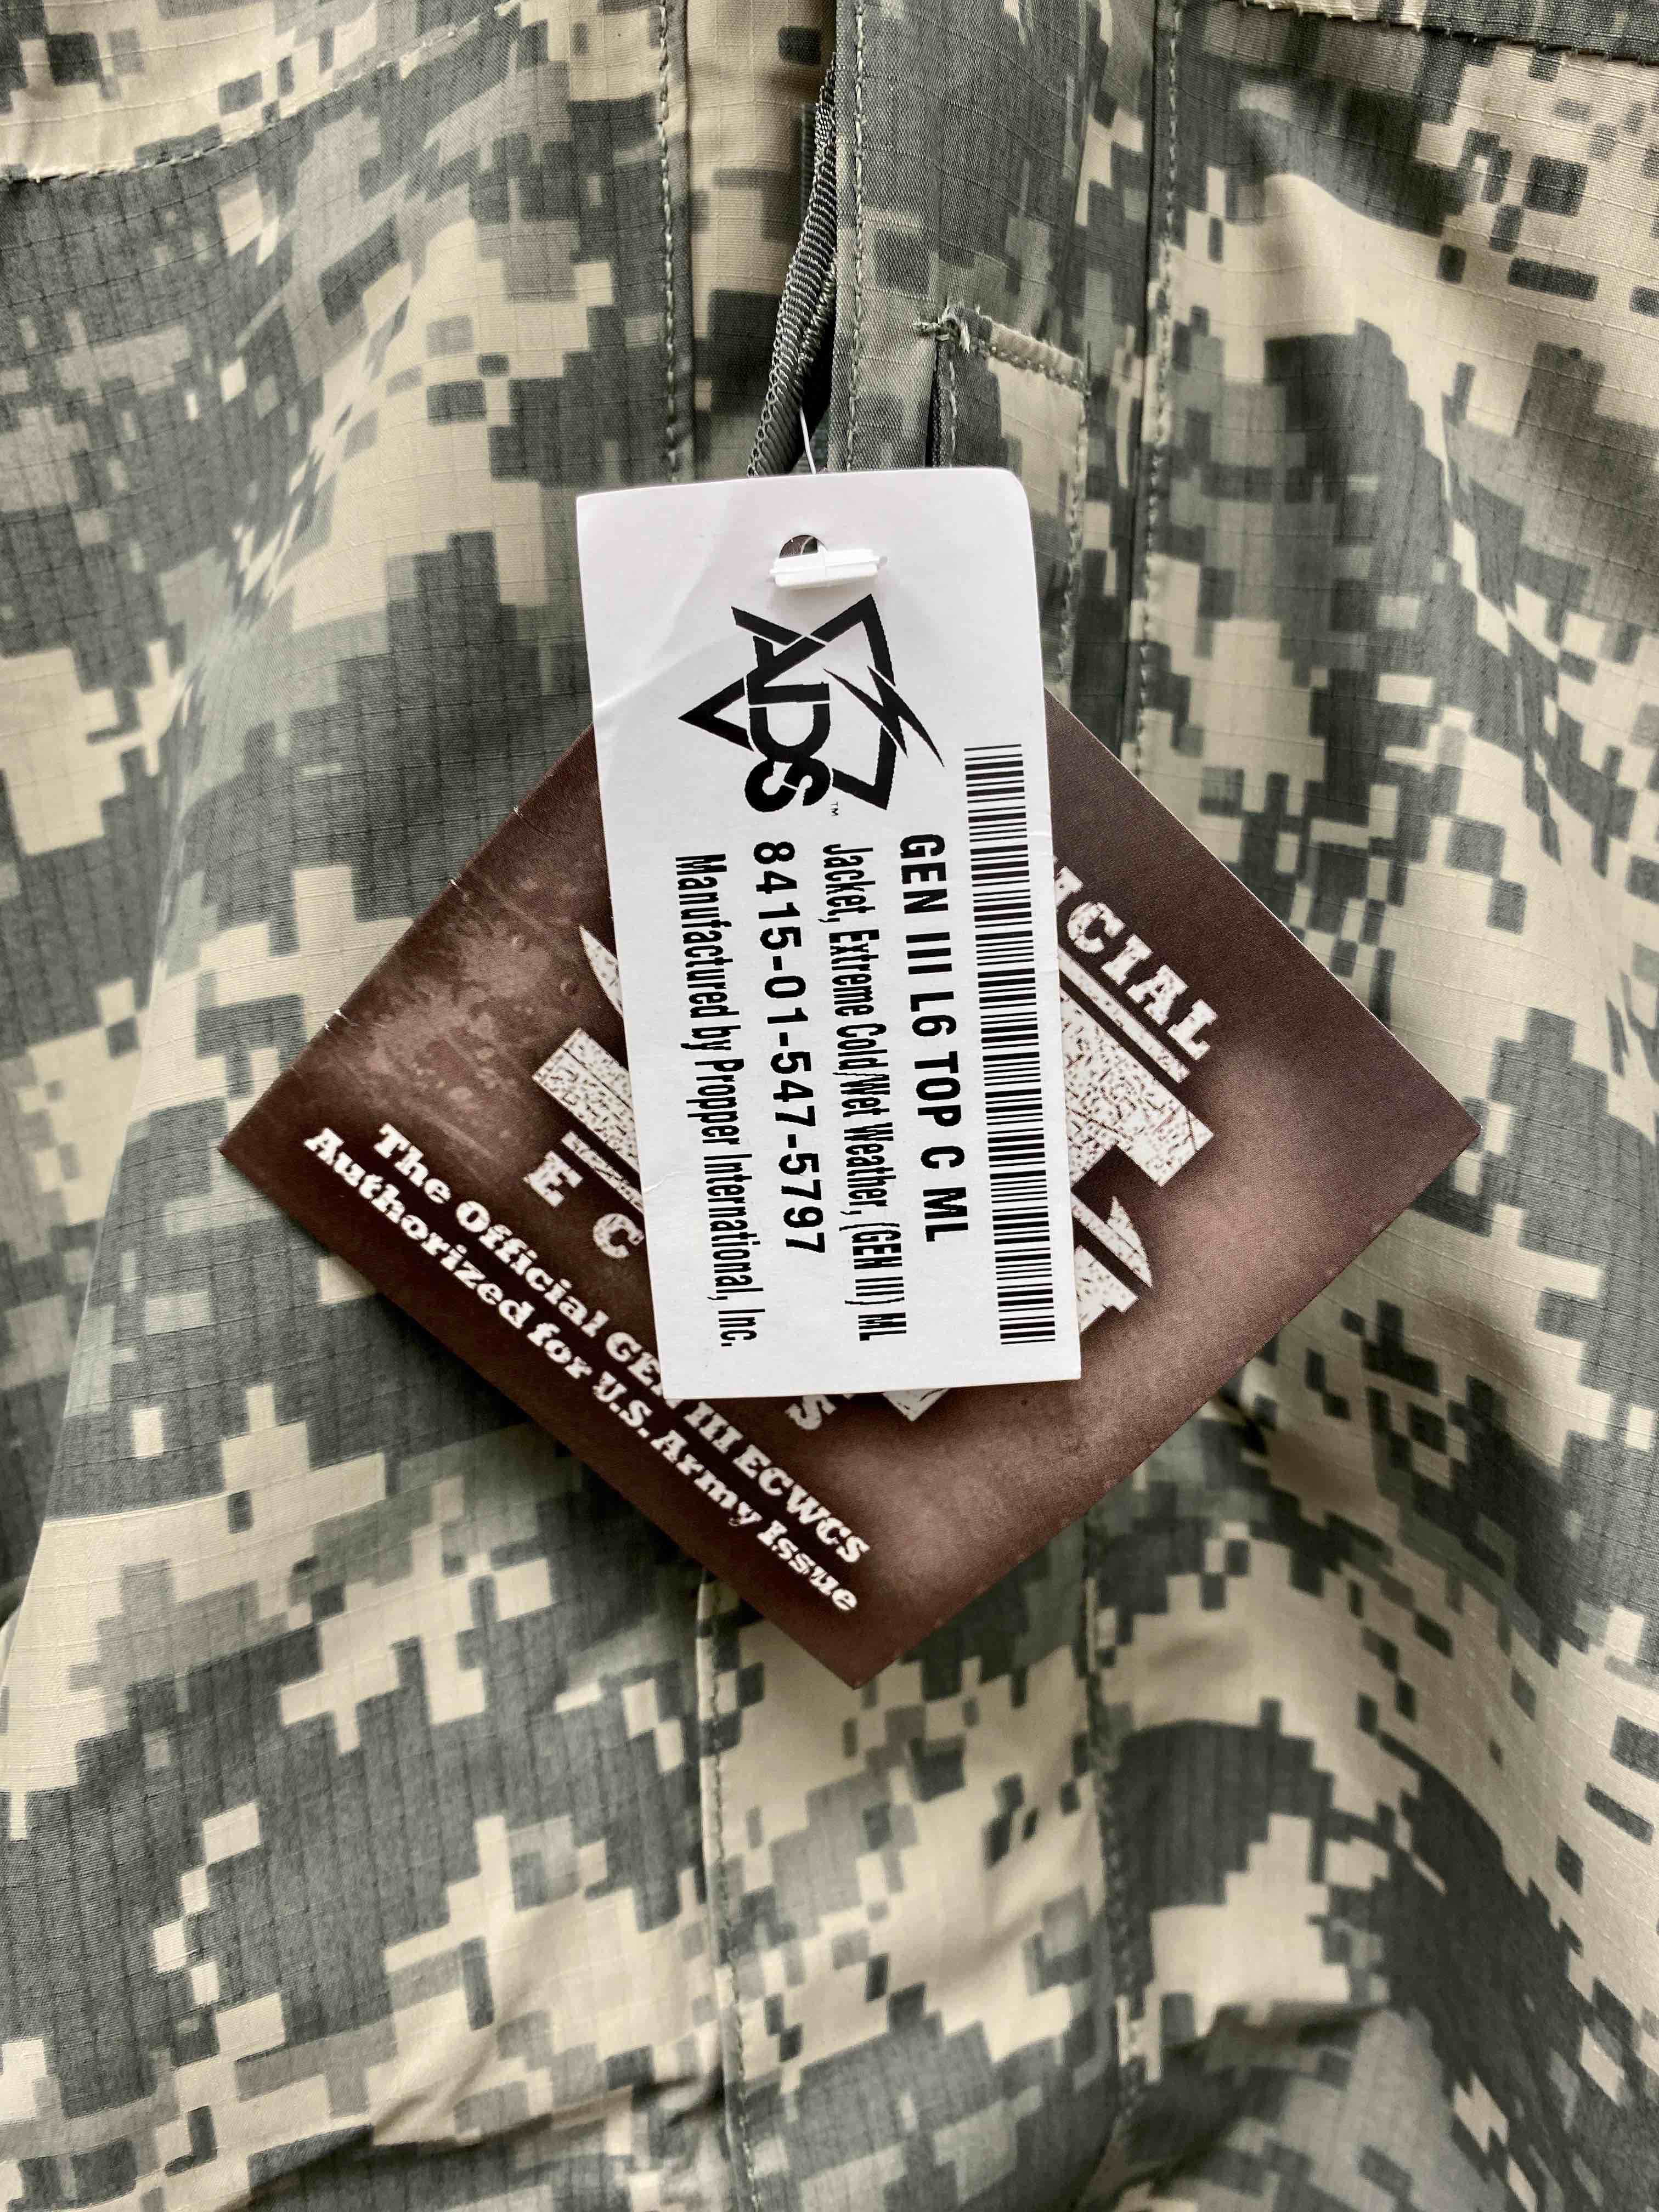 ADS™
GEN III L6 TOP C ML
Jacket, Extreme Cold/Wet Weather, (GEN III) ML
8415-01-547-5797
Manufactured by Propper International, Inc.
E C S
The Official GEN III ECWCS
Authorized for U.S. Army Issue